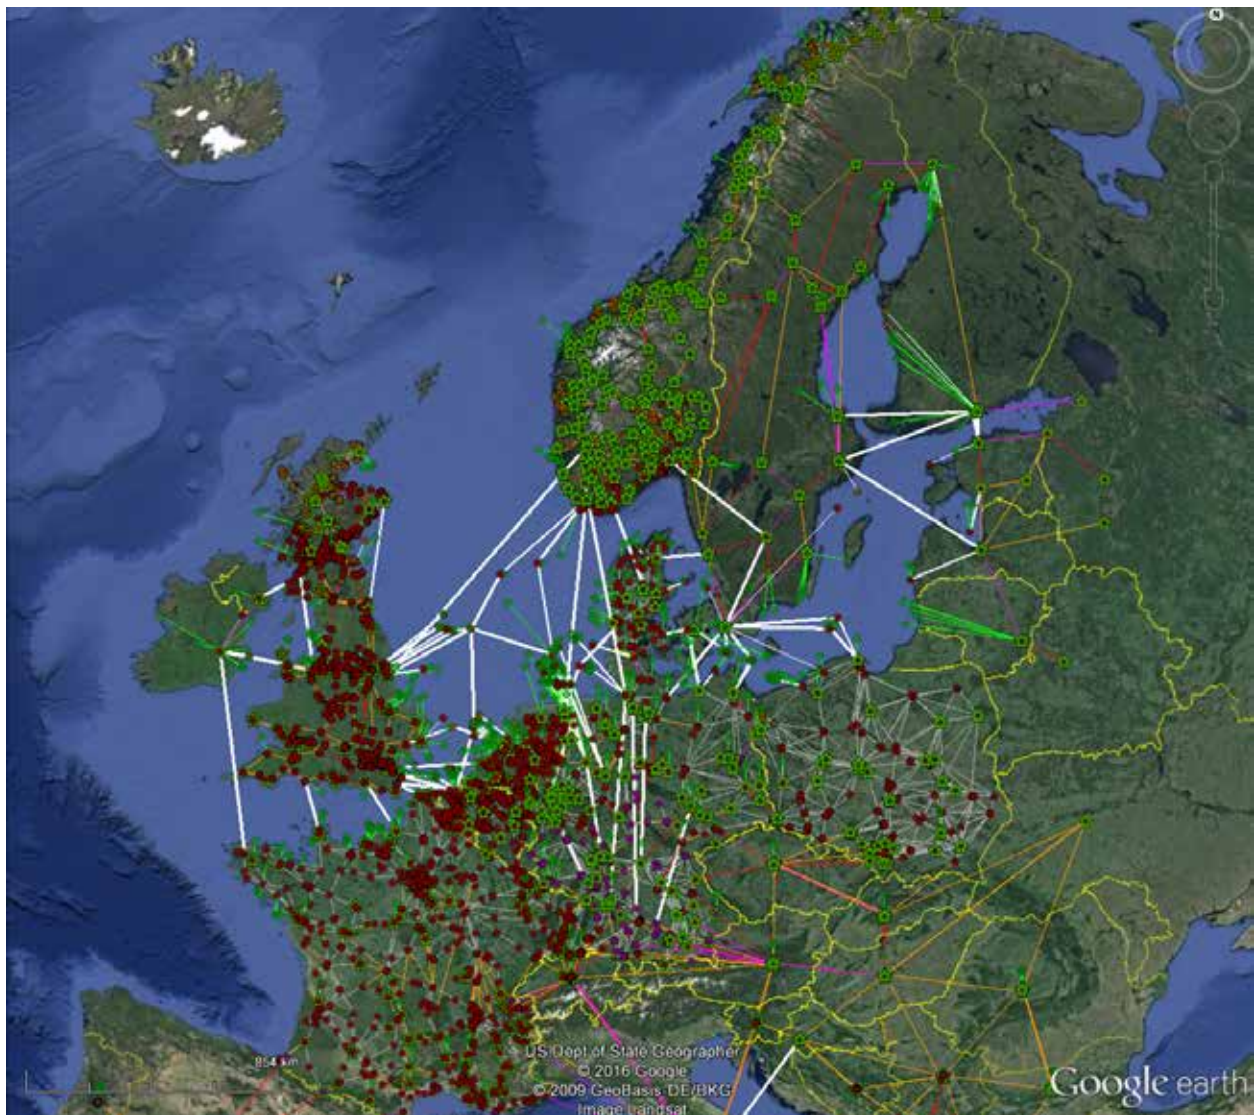 N
854 km
US Dept of State Geographer
© 2016 Google
© 2009 GeoBasis-DE/BKG
Image Landsat
Google earth